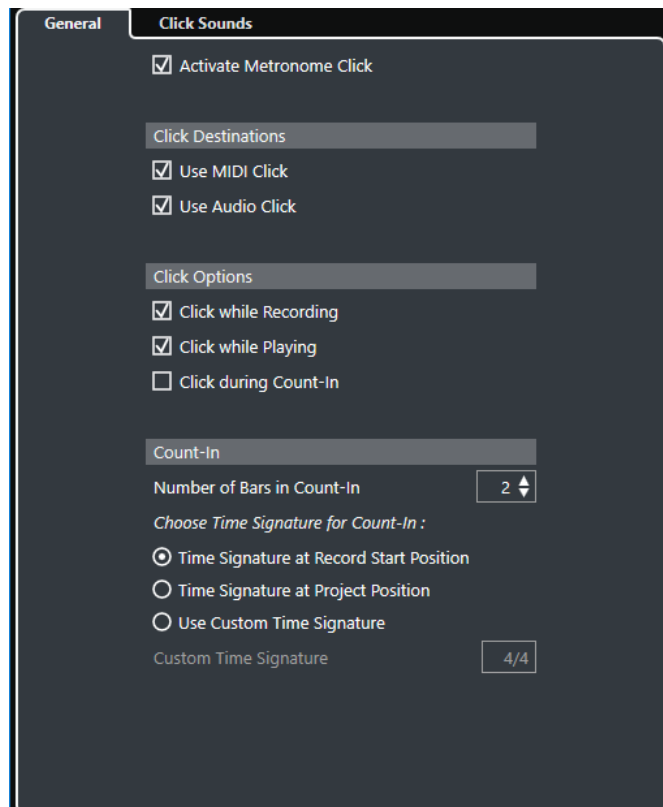 General Click Sounds
Activate Metronome Click
Click Destinations
Use MIDI Click
Use Audio Click
Click Options
Click while Recording
Click while Playing
Click during Count-In
Count-In
Number of Bars in Count-In 2
Choose Time Signature for Count-In :
Time Signature at Record Start Position
Time Signature at Project Position
Use Custom Time Signature
Custom Time Signature 4/4